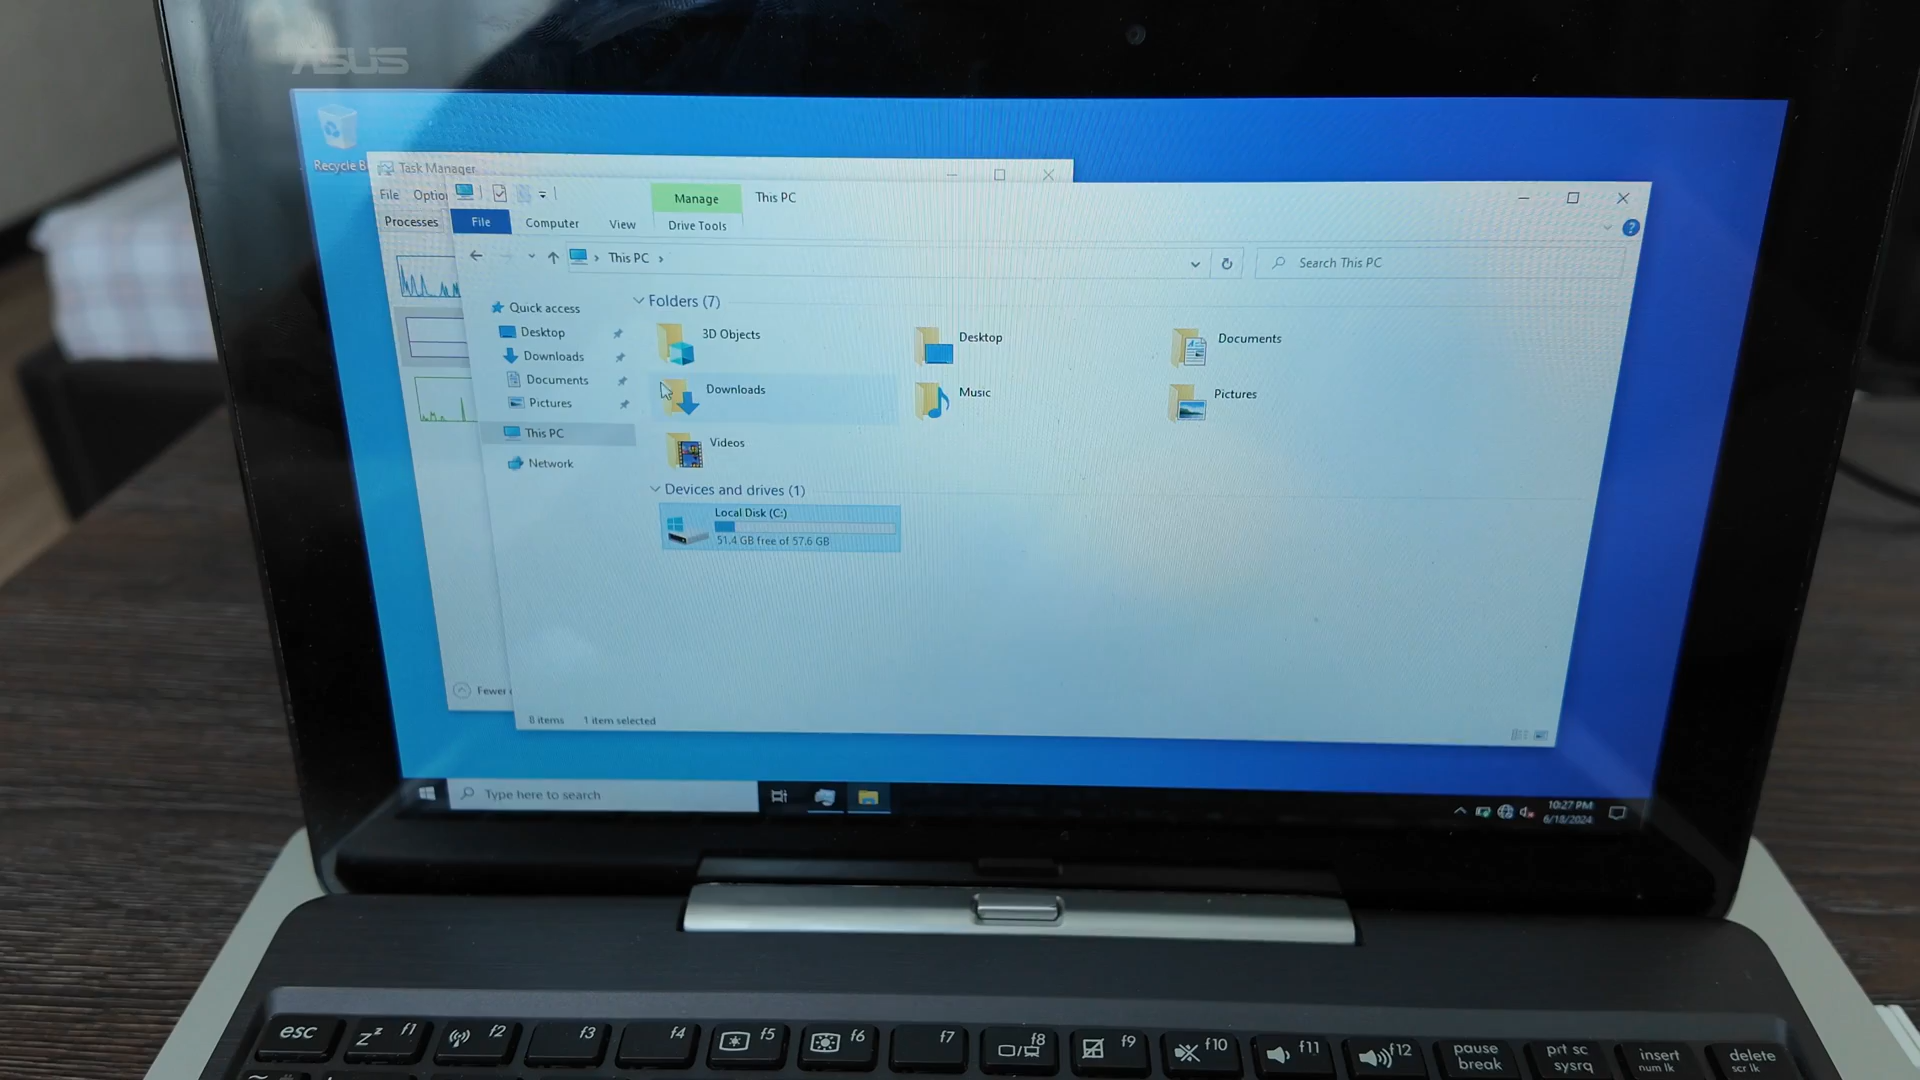 ASUS
Recycle B
Task Manager
File Optio
Processes
Fewer
Manage
This PC
File
Computer
View
Drive Tools
This PC
Search This PC
Quick access
Desktop
Downloads
Documents
Pictures
This PC
Network
Folders (7)
3D Objects
Desktop
Documents
Downloads
Music
Pictures
Videos
Devices and drives (1)
Local Disk (C:)
51.4 GB free of 57.6 GB
8 items 1 item selected
Type here to search
10:27 PM
6/18/2024
esc
z z f1
f2
f3
f4
f5
f6
f7
f8
f9
f10
f11
f12
pause
break
prt sc
sysrq
insert
num lk
delete
scr lk